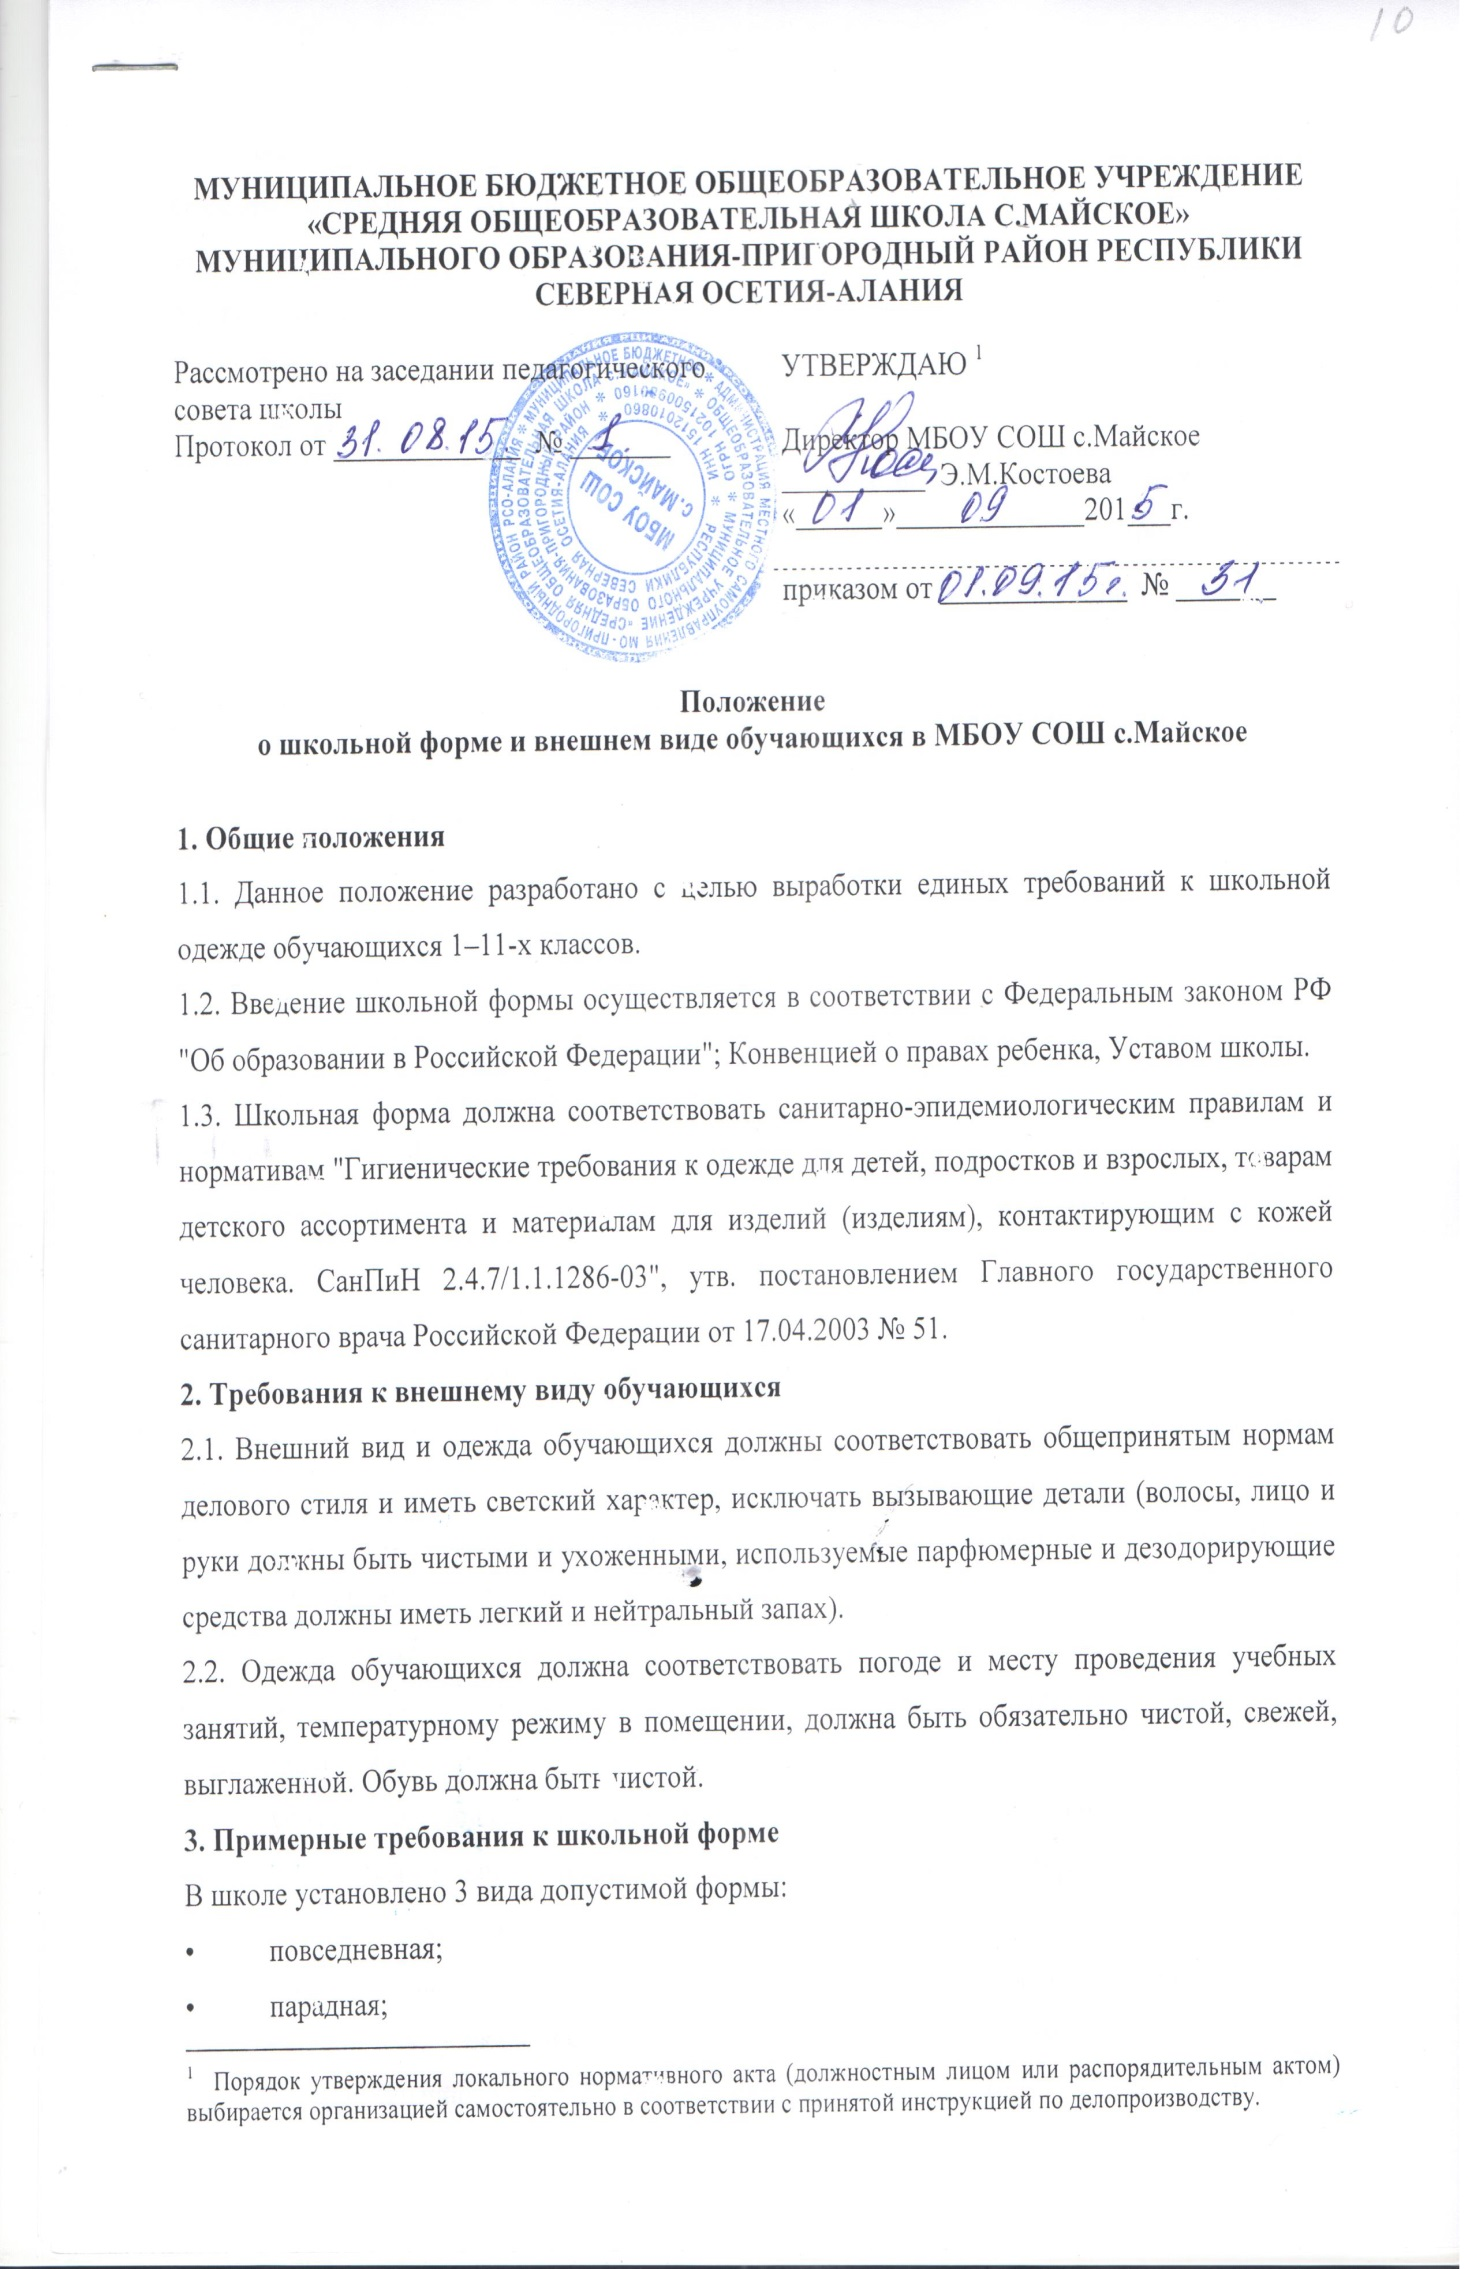 10
МУНИЦИПАЛЬНОЕ БЮДЖЕТНОЕ ОБЩЕОБРАЗОВАТЕЛЬНОЕ УЧРЕЖДЕНИЕ
«СРЕДНЯЯ ОБЩЕОБРАЗОВАТЕЛЬНАЯ ШКОЛА С.МАЙСКОЕ»
МУНИЦИПАЛЬНОГО ОБРАЗОВАНИЯ-ПРИГОРОДНЫЙ РАЙОН РЕСПУБЛИКИ
СЕВЕРНАЯ ОСЕТИЯ-АЛАНИЯ
Рассмотрено на заседании педагогического
совета школы
Протокол от 31.08.15 № 1
МБОУ СОШ
с.МАЙСКОЕ
УТВЕРЖДАЮ 1
Директор МБОУ СОШ с.Майское
Э.М.Костоева
«01» 09 2015 г.
приказом от 01.09.15г. № 31
Положение
о школьной форме и внешнем виде обучающихся в МБОУ СОШ с.Майское
1. Общие положения
1.1. Данное положение разработано с целью выработки единых требований к школьной
одежде обучающихся 1–11-х классов.
1.2. Введение школьной формы осуществляется в соответствии с Федеральным законом РФ
"Об образовании в Российской Федерации"; Конвенцией о правах ребенка, Уставом школы.
1.3. Школьная форма должна соответствовать санитарно-эпидемиологическим правилам и
нормативам "Гигиенические требования к одежде для детей, подростков и взрослых, товарам
детского ассортимента и материалам для изделий (изделиям), контактирующим с кожей
человека. СанПиН 2.4.7/1.1.1286-03", утв. постановлением Главного государственного
санитарного врача Российской Федерации от 17.04.2003 № 51.
2. Требования к внешнему виду обучающихся
2.1. Внешний вид и одежда обучающихся должны соответствовать общепринятым нормам
делового стиля и иметь светский характер, исключать вызывающие детали (волосы, лицо и
руки должны быть чистыми и ухоженными, используемые парфюмерные и дезодорирующие
средства должны иметь легкий и нейтральный запах).
2.2. Одежда обучающихся должна соответствовать погоде и месту проведения учебных
занятий, температурному режиму в помещении, должна быть обязательно чистой, свежей,
выглаженной. Обувь должна быть чистой.
3. Примерные требования к школьной форме
В школе установлено 3 вида допустимой формы:
• повседневная;
• парадная;
1 Порядок утверждения локального нормативного акта (должностным лицом или распорядительным актом)
выбирается организацией самостоятельно в соответствии с принятой инструкцией по делопроизводству.